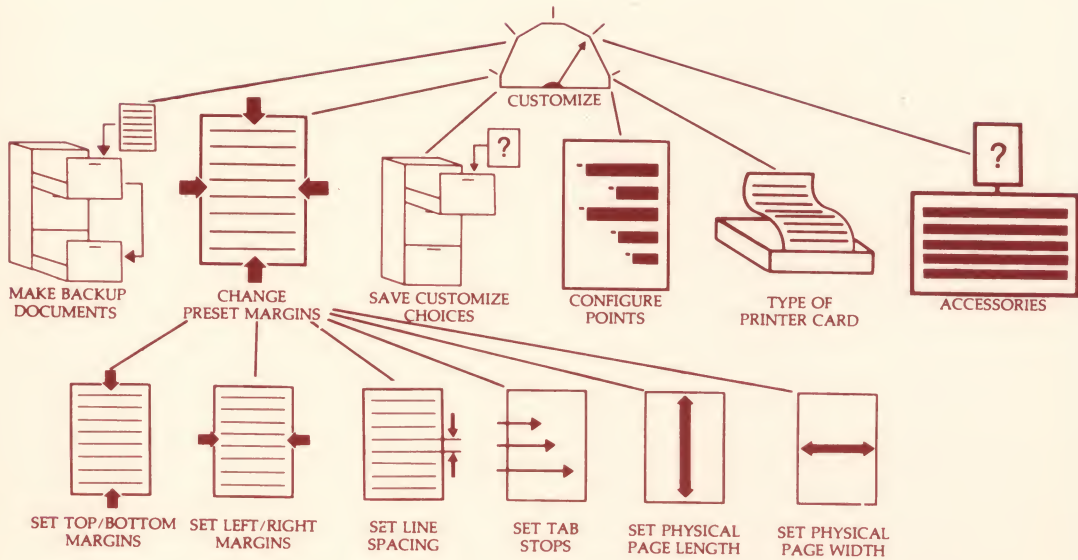 CUSTOMIZE
?
?
MAKE BACKUP
DOCUMENTS
CHANGE
PRESET MARGINS
SAVE CUSTOMIZE
CHOICES
CONFIGURE
POINTS
TYPE OF
PRINTER CARD
ACCESSORIES
SET TOP/BOTTOM
MARGINS
SET LEFT/RIGHT
MARGINS
SET LINE
SPACING
SET TAB
STOPS
SET PHYSICAL
PAGE LENGTH
SET PHYSICAL
PAGE WIDTH